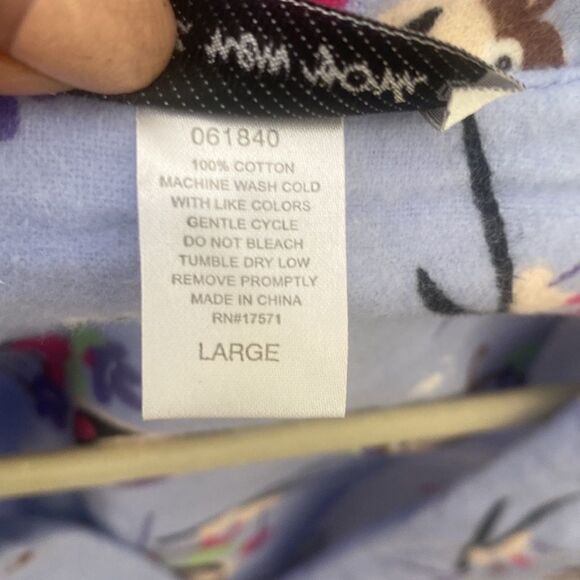 061840
100% COTTON
MACHINE WASH COLD
WITH LIKE COLORS
GENTLE CYCLE
DO NOT BLEACH
TUMBLE DRY LOW
REMOVE PROMPTLY
MADE IN CHINA
RN#17571
LARGE